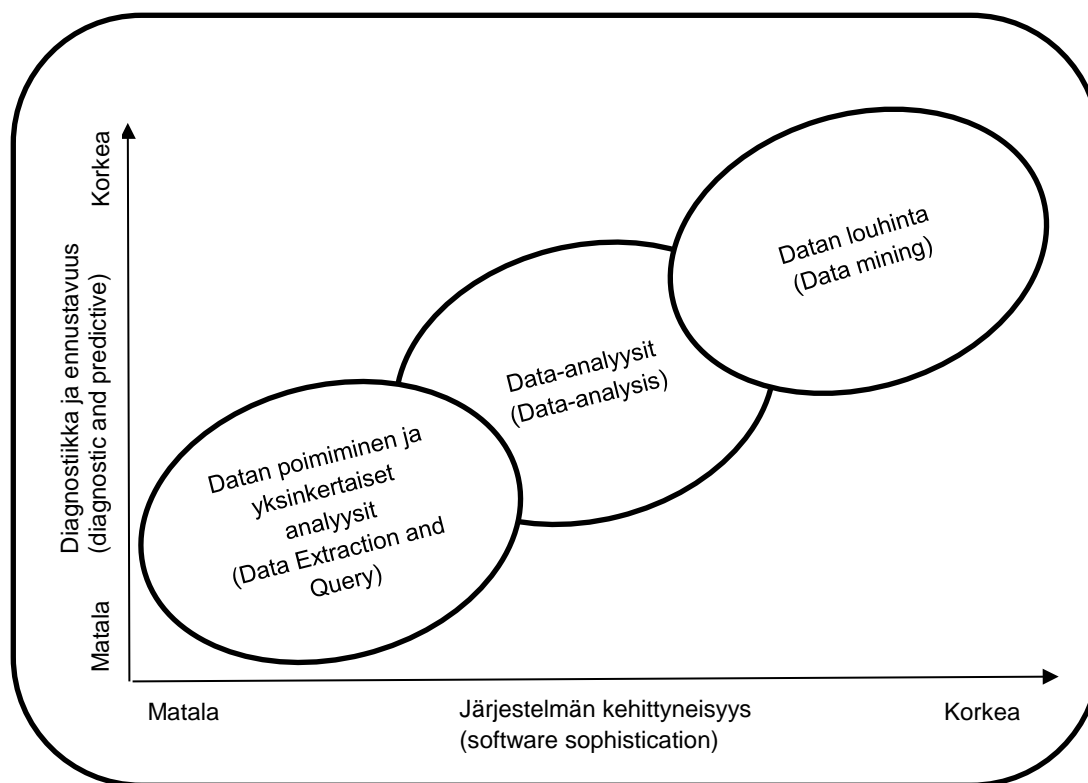 Korkea
Diagnostiikka ja ennustavuus
(diagnostic and predictive)
Matala
Datan louhinta
(Data mining)
Data-analyysit
(Data-analysis)
Datan poimiminen ja
yksinkertaiset
analyysit
(Data Extraction and
Query)
Matala
Järjestelmän kehittyneisyys
(software sophistication)
Korkea